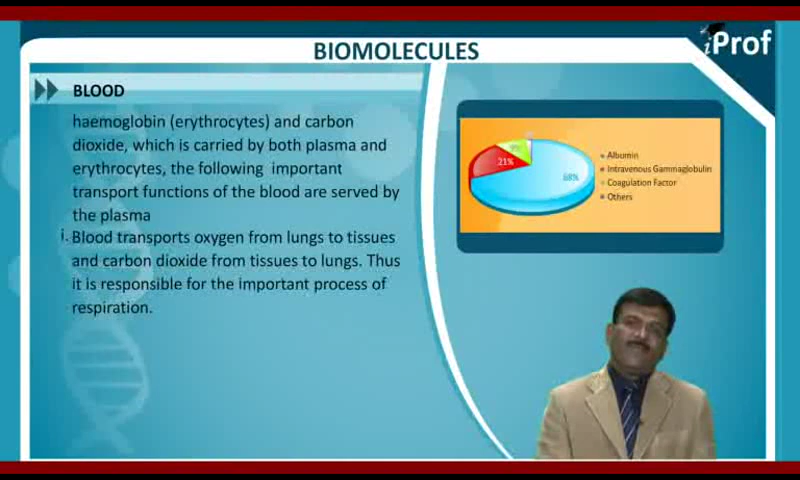 BIOMOLECULES
iProf
BLOOD
haemoglobin (erythrocytes) and carbon
dioxide, which is carried by both plasma and
erythrocytes, the following important
transport functions of the blood are served by
the plasma
i. Blood transports oxygen from lungs to tissues
and carbon dioxide from tissues to lungs. Thus
it is responsible for the important process of
respiration.
21%
68%
Albumin
Intravenous Gammaglobulin
Coagulation Factor
Others